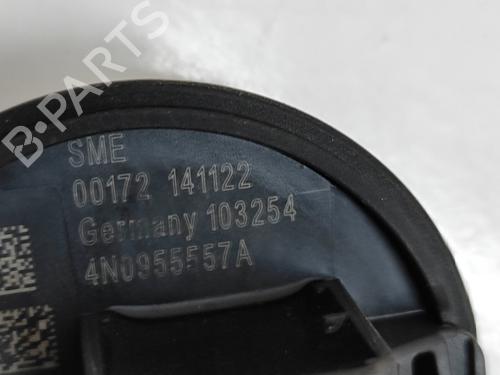 B-PARTS
SME
00172 141122
Germany 103254
4N0955557A